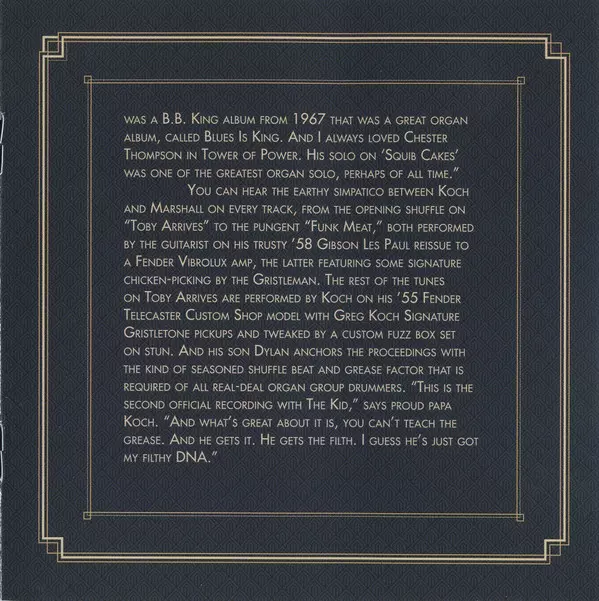 WAS A B.B. KING ALBUM FROM 1967 THAT WAS A GREAT ORGAN
ALBUM, CALLED BLUES IS KING. AND I ALWAYS LOVED CHESTER
THOMPSON IN TOWER OF POWER. HIS SOLO ON 'SQUIB CAKES'
WAS ONE OF THE GREATEST ORGAN SOLO, PERHAPS OF ALL TIME."
YOU CAN HEAR THE EARTHY SIMPATICO BETWEEN KOCH
AND MARSHALL ON EVERY TRACK, FROM THE OPENING SHUFFLE ON
"TOBY ARRIVES" TO THE PUNGENT "FUNK MEAT," BOTH PERFORMED
BY THE GUITARIST ON HIS TRUSTY '58 GIBSON LES PAUL REISSUE TO
A FENDER VIBROLUX AMP, THE LATTER FEATURING SOME SIGNATURE
CHICKEN-PICKING BY THE GRISTLEMAN. THE REST OF THE TUNES
ON TOBY ARRIVES ARE PERFORMED BY KOCH ON HIS '55 FENDER
TELECASTER CUSTOM SHOP MODEL WITH GREG KOCH SIGNATURE
GRISTLETONE PICKUPS AND TWEAKED BY A CUSTOM FUZZ BOX SET
ON STUN. AND HIS SON DYLAN ANCHORS THE PROCEEDINGS WITH
THE KIND OF SEASONED SHUFFLE BEAT AND GREASE FACTOR THAT IS
REQUIRED OF ALL REAL-DEAL ORGAN GROUP DRUMMERS. "THIS IS THE
SECOND OFFICIAL RECORDING WITH THE KID," SAYS PROUD PAPA
KOCH. "AND WHAT'S GREAT ABOUT IT IS, YOU CAN'T TEACH THE
GREASE. AND HE GETS IT. HE GETS THE FILTH. I GUESS HE'S JUST GOT
MY FILTHY DNA."